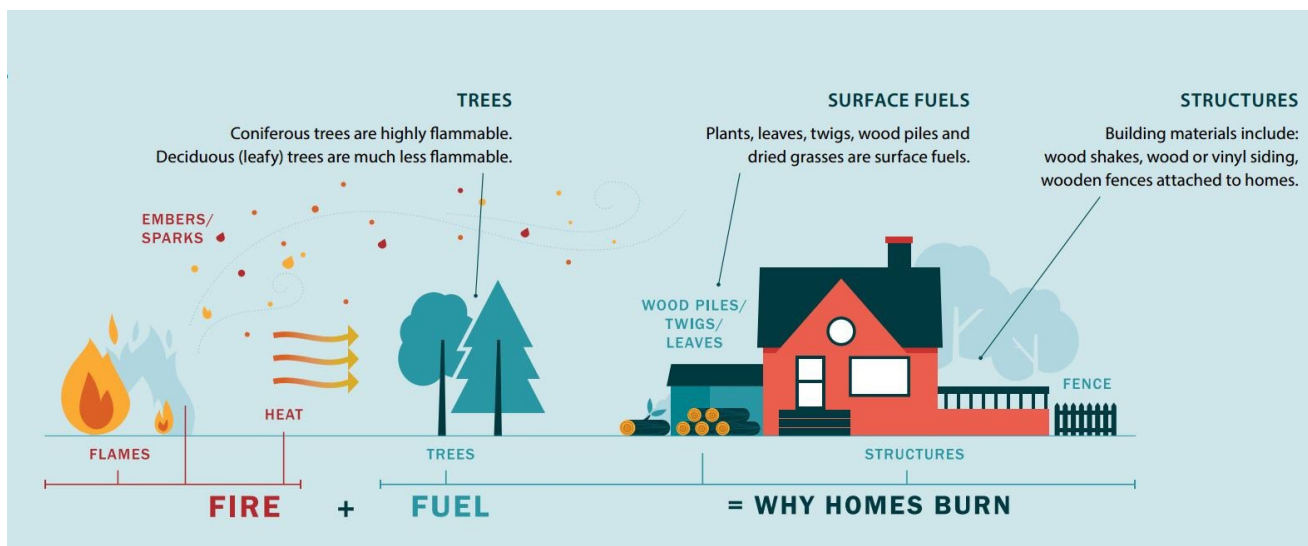 TREES
Coniferous trees are highly flammable.
Deciduous (leafy) trees are much less flammable.
SURFACE FUELS
Plants, leaves, twigs, wood piles and
dried grasses are surface fuels.
STRUCTURES
Building materials include:
wood shakes, wood or vinyl siding,
wooden fences attached to homes.
EMBERS/
SPARKS
WOOD PILES/
TWIGS/
LEAVES
HEAT
FENCE
FLAMES
TREES
STRUCTURES
FIRE + FUEL = WHY HOMES BURN